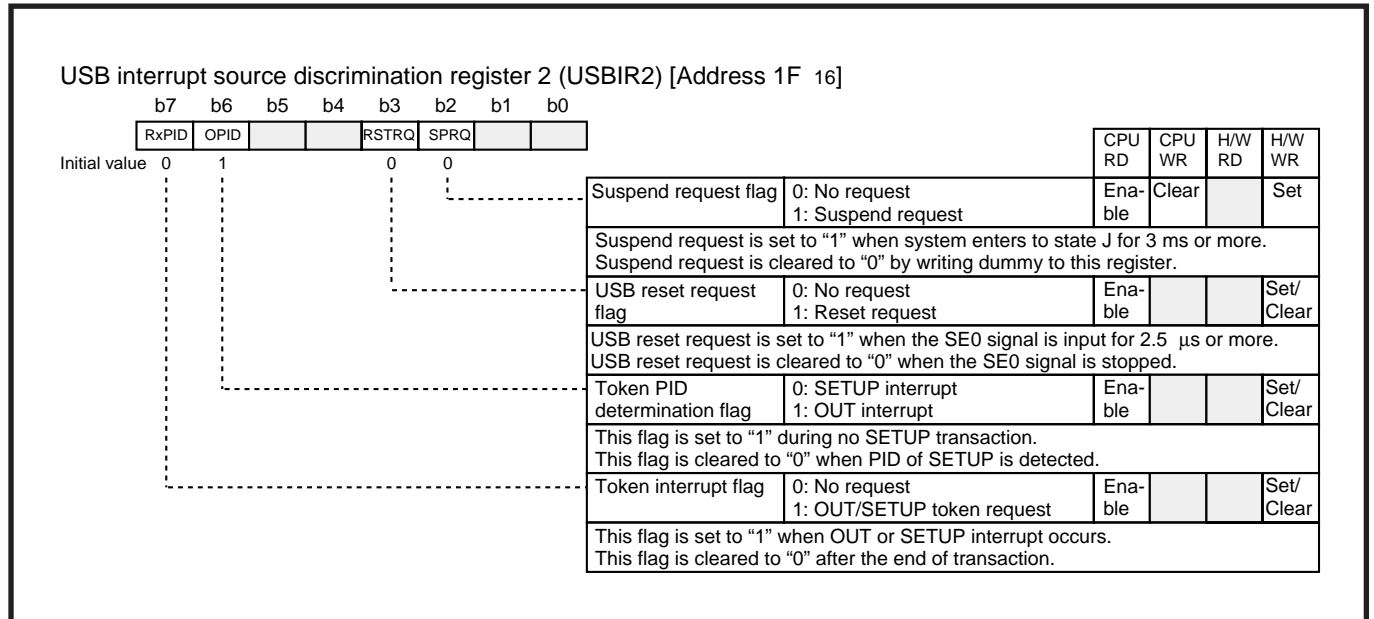 USB interrupt source discrimination register 2 (USBIR2) [Address 1F 16]
b7 b6 b5 b4 b3 b2 b1 b0
RxPID OPID RSTRQ SPRQ
Initial value 0 1 0 0
CPU RD CPU WR H/W RD H/W WR
Suspend request flag 0: No request Ena- Clear Set
1: Suspend request ble
Suspend request is set to “1” when system enters to state J for 3 ms or more.
Suspend request is cleared to “0” by writing dummy to this register.
USB reset request 0: No request Ena- Set/
flag 1: Reset request ble Clear
USB reset request is set to “1” when the SE0 signal is input for 2.5 μs or more.
USB reset request is cleared to “0” when the SE0 signal is stopped.
Token PID 0: SETUP interrupt Ena- Set/
determination flag 1: OUT interrupt ble Clear
This flag is set to “1” during no SETUP transaction.
This flag is cleared to “0” when PID of SETUP is detected.
Token interrupt flag 0: No request Ena- Set/
1: OUT/SETUP token request ble Clear
This flag is set to “1” when OUT or SETUP interrupt occurs.
This flag is cleared to “0” after the end of transaction.